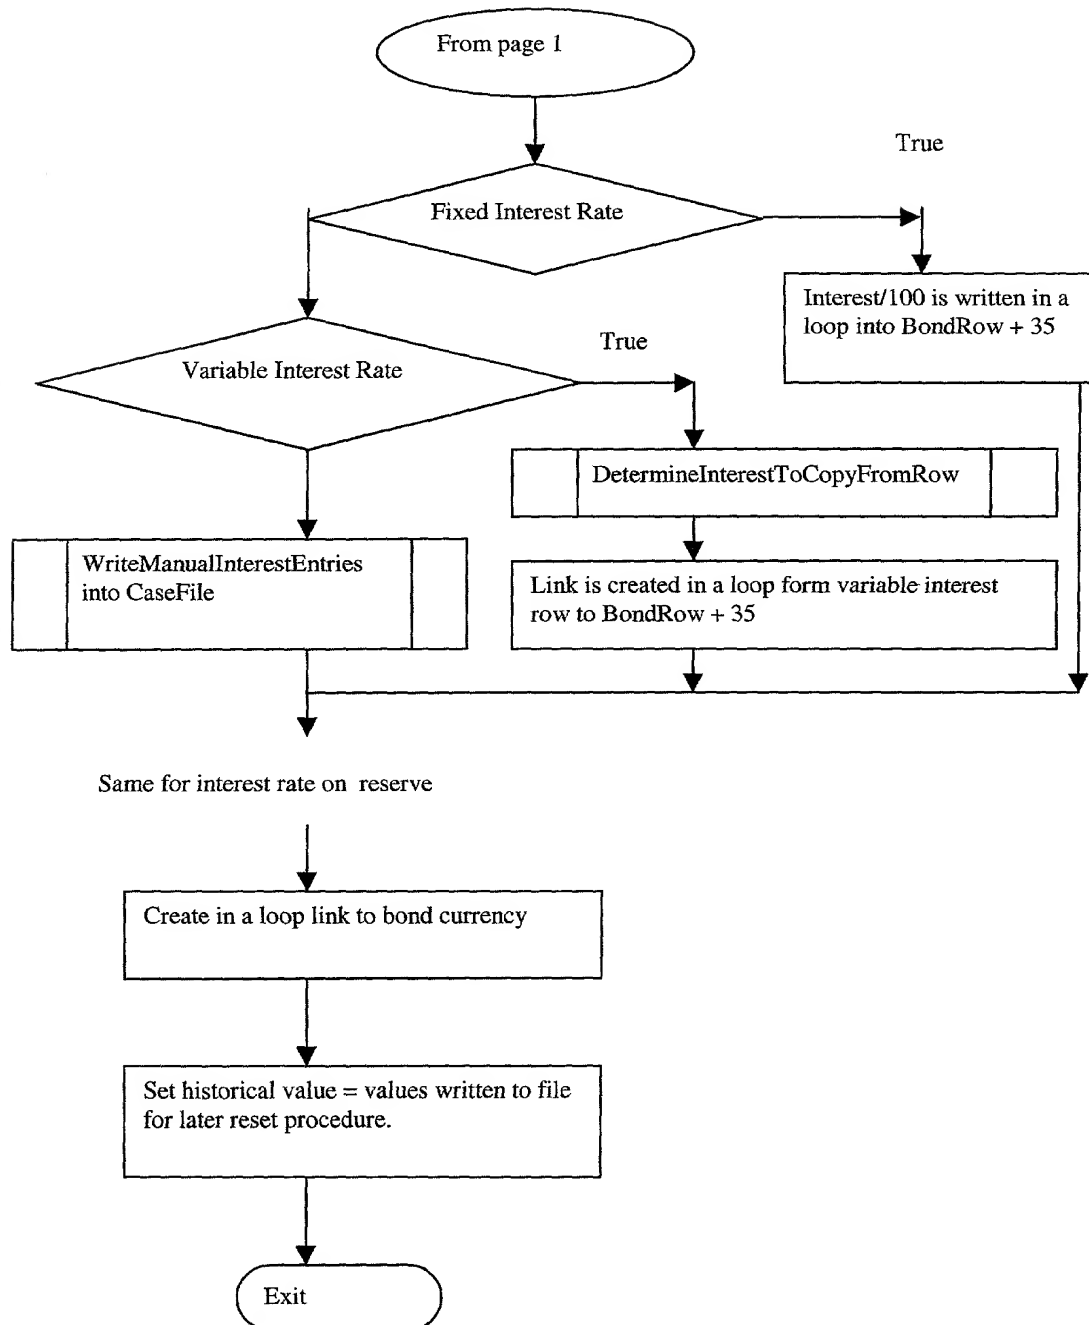 From page 1
True
Fixed Interest Rate
Interest/100 is written in a
loop into BondRow + 35
True
Variable Interest Rate
DetermineInterestToCopyFromRow
WriteManualInterestEntries
into CaseFile
Link is created in a loop form variable interest
row to BondRow + 35
Same for interest rate on reserve
Create in a loop link to bond currency
Set historical value = values written to file
for later reset procedure.
Exit